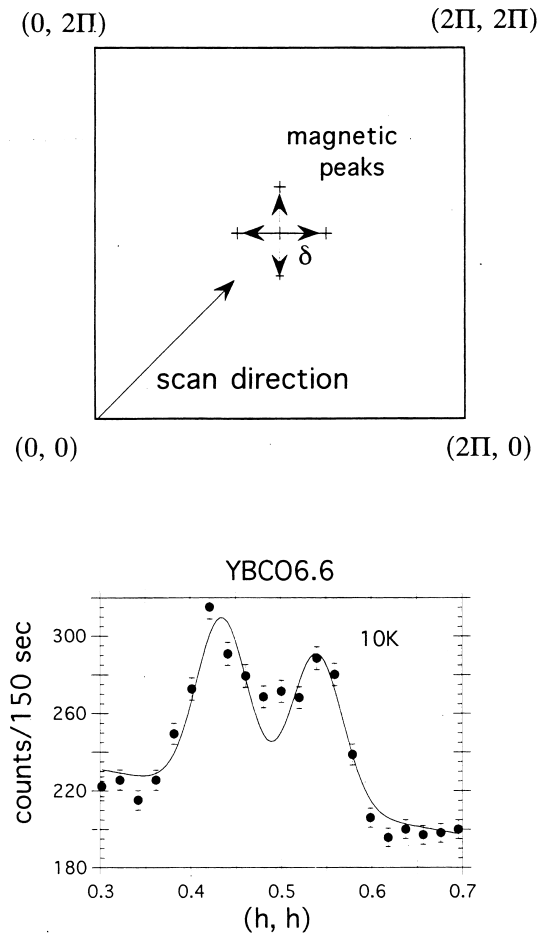 (0, 2Π) (2Π, 2Π)
magnetic
peaks
δ
scan direction
(0, 0) (2Π, 0)
YBCO6.6
10K
counts/150 sec
300
260
220
180
0.3 0.4 0.5 0.6 0.7
(h, h)